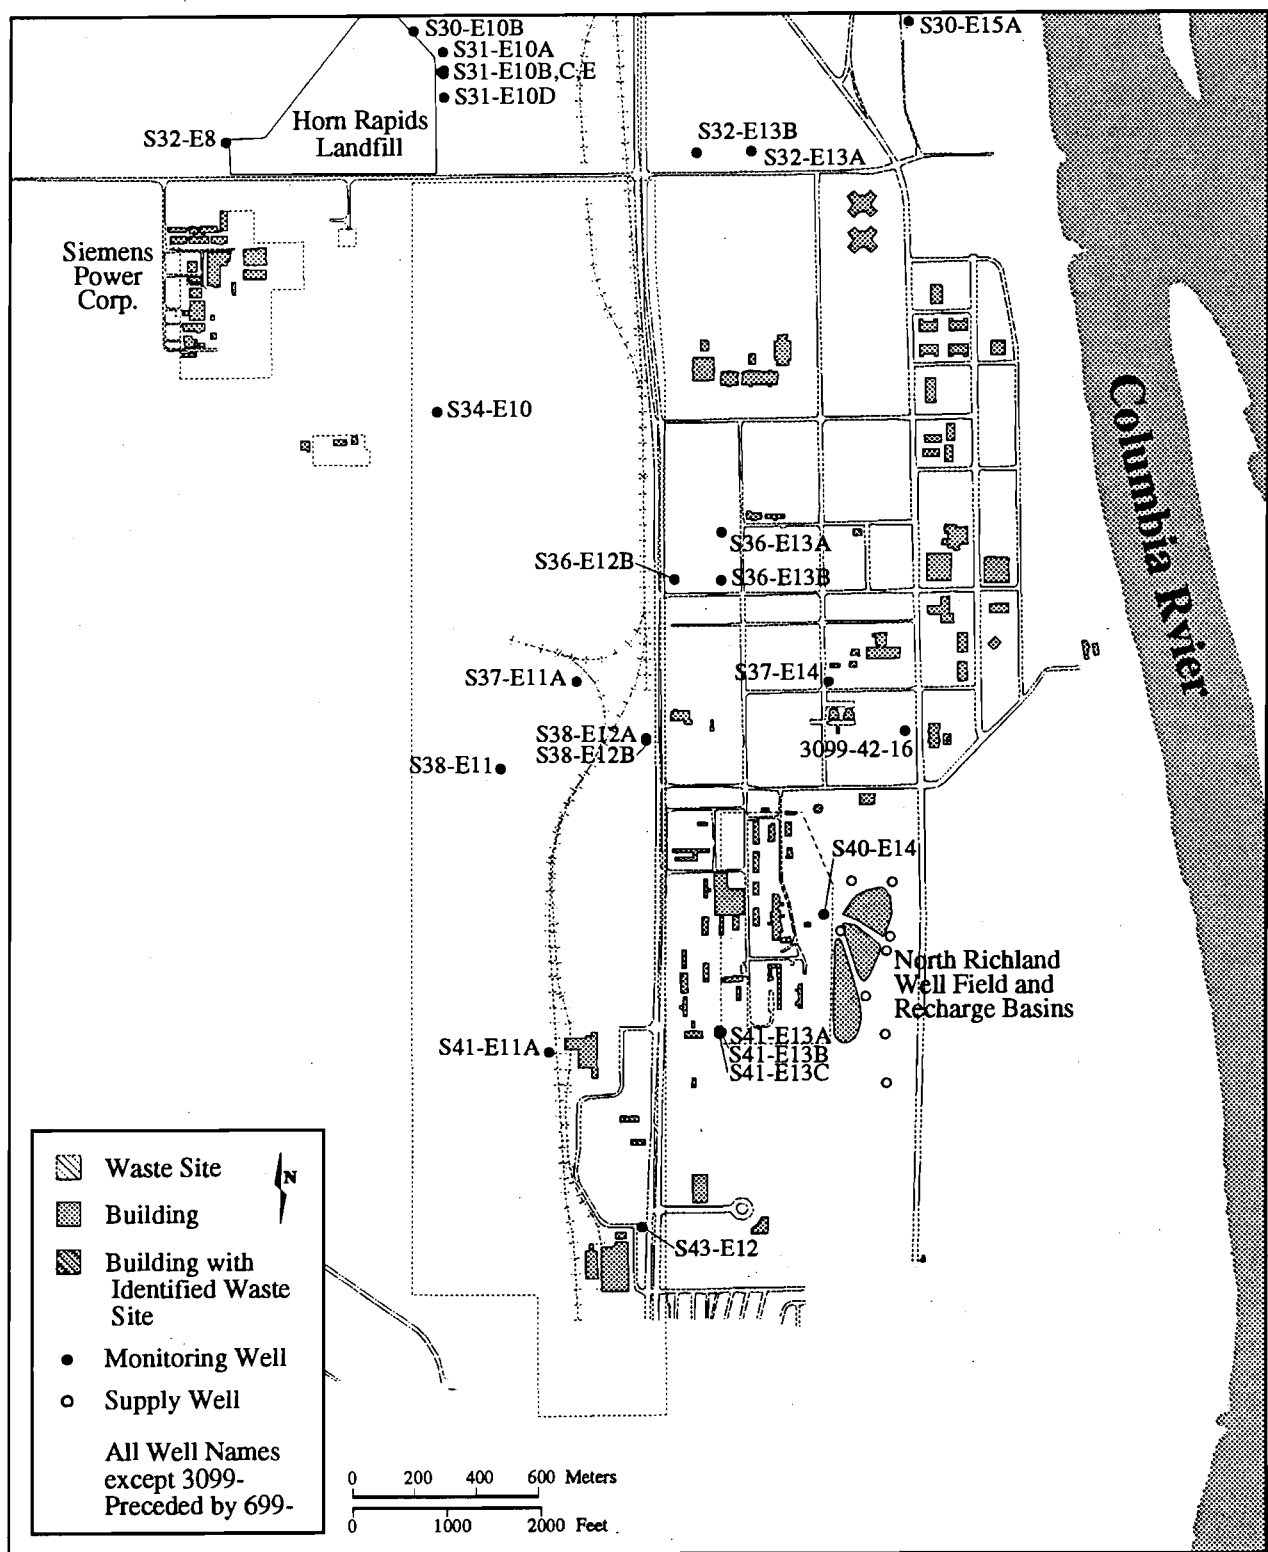 S30-E10B
S30-E15A
S31-E10A
S31-E10B,C,E
S31-E10D
S32-E8
Horn Rapids
Landfill
S32-E13B
S32-E13A
Siemens
Power
Corp.
S34-E10
Columbia Rvier
S36-E13A
S36-E12B
S36-E13B
S37-E11A
S37-E14
S38-E12A
S38-E12B
3099-42-16
S38-E11
S40-E14
North Richland
Well Field and
Recharge Basins
S41-E13A
S41-E11A
S41-E13B
S41-E13C
S43-E12
Waste Site
N
Building
Building with
Identified Waste
Site
Monitoring Well
Supply Well
All Well Names
except 3099-
Preceded by 699-
0 200 400 600 Meters
0 1000 2000 Feet